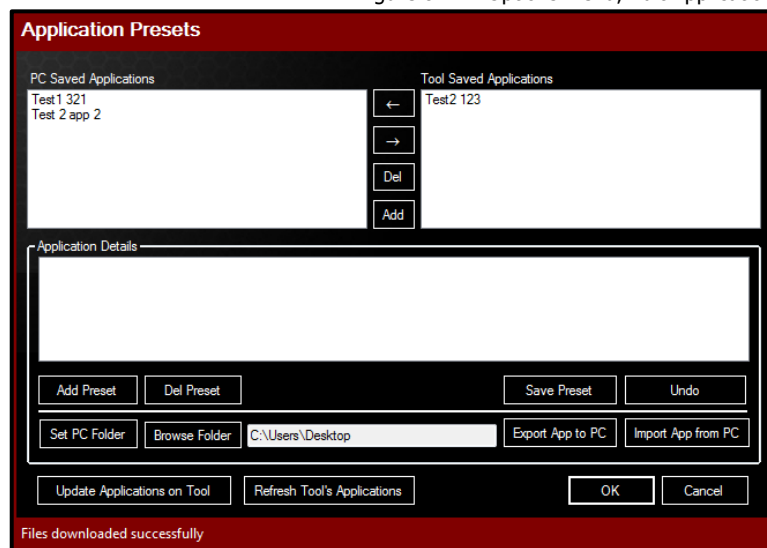 Application Presets
PC Saved Applications
Tool Saved Applications
Test1 321
Test 2 app 2
Test2 123
←
→
Del
Add
Application Details
Add Preset
Del Preset
Save Preset
Undo
Set PC Folder
Browse Folder
C:\Users\Desktop
Export App to PC
Import App from PC
Update Applications on Tool
Refresh Tool's Applications
OK
Cancel
Files downloaded successfully